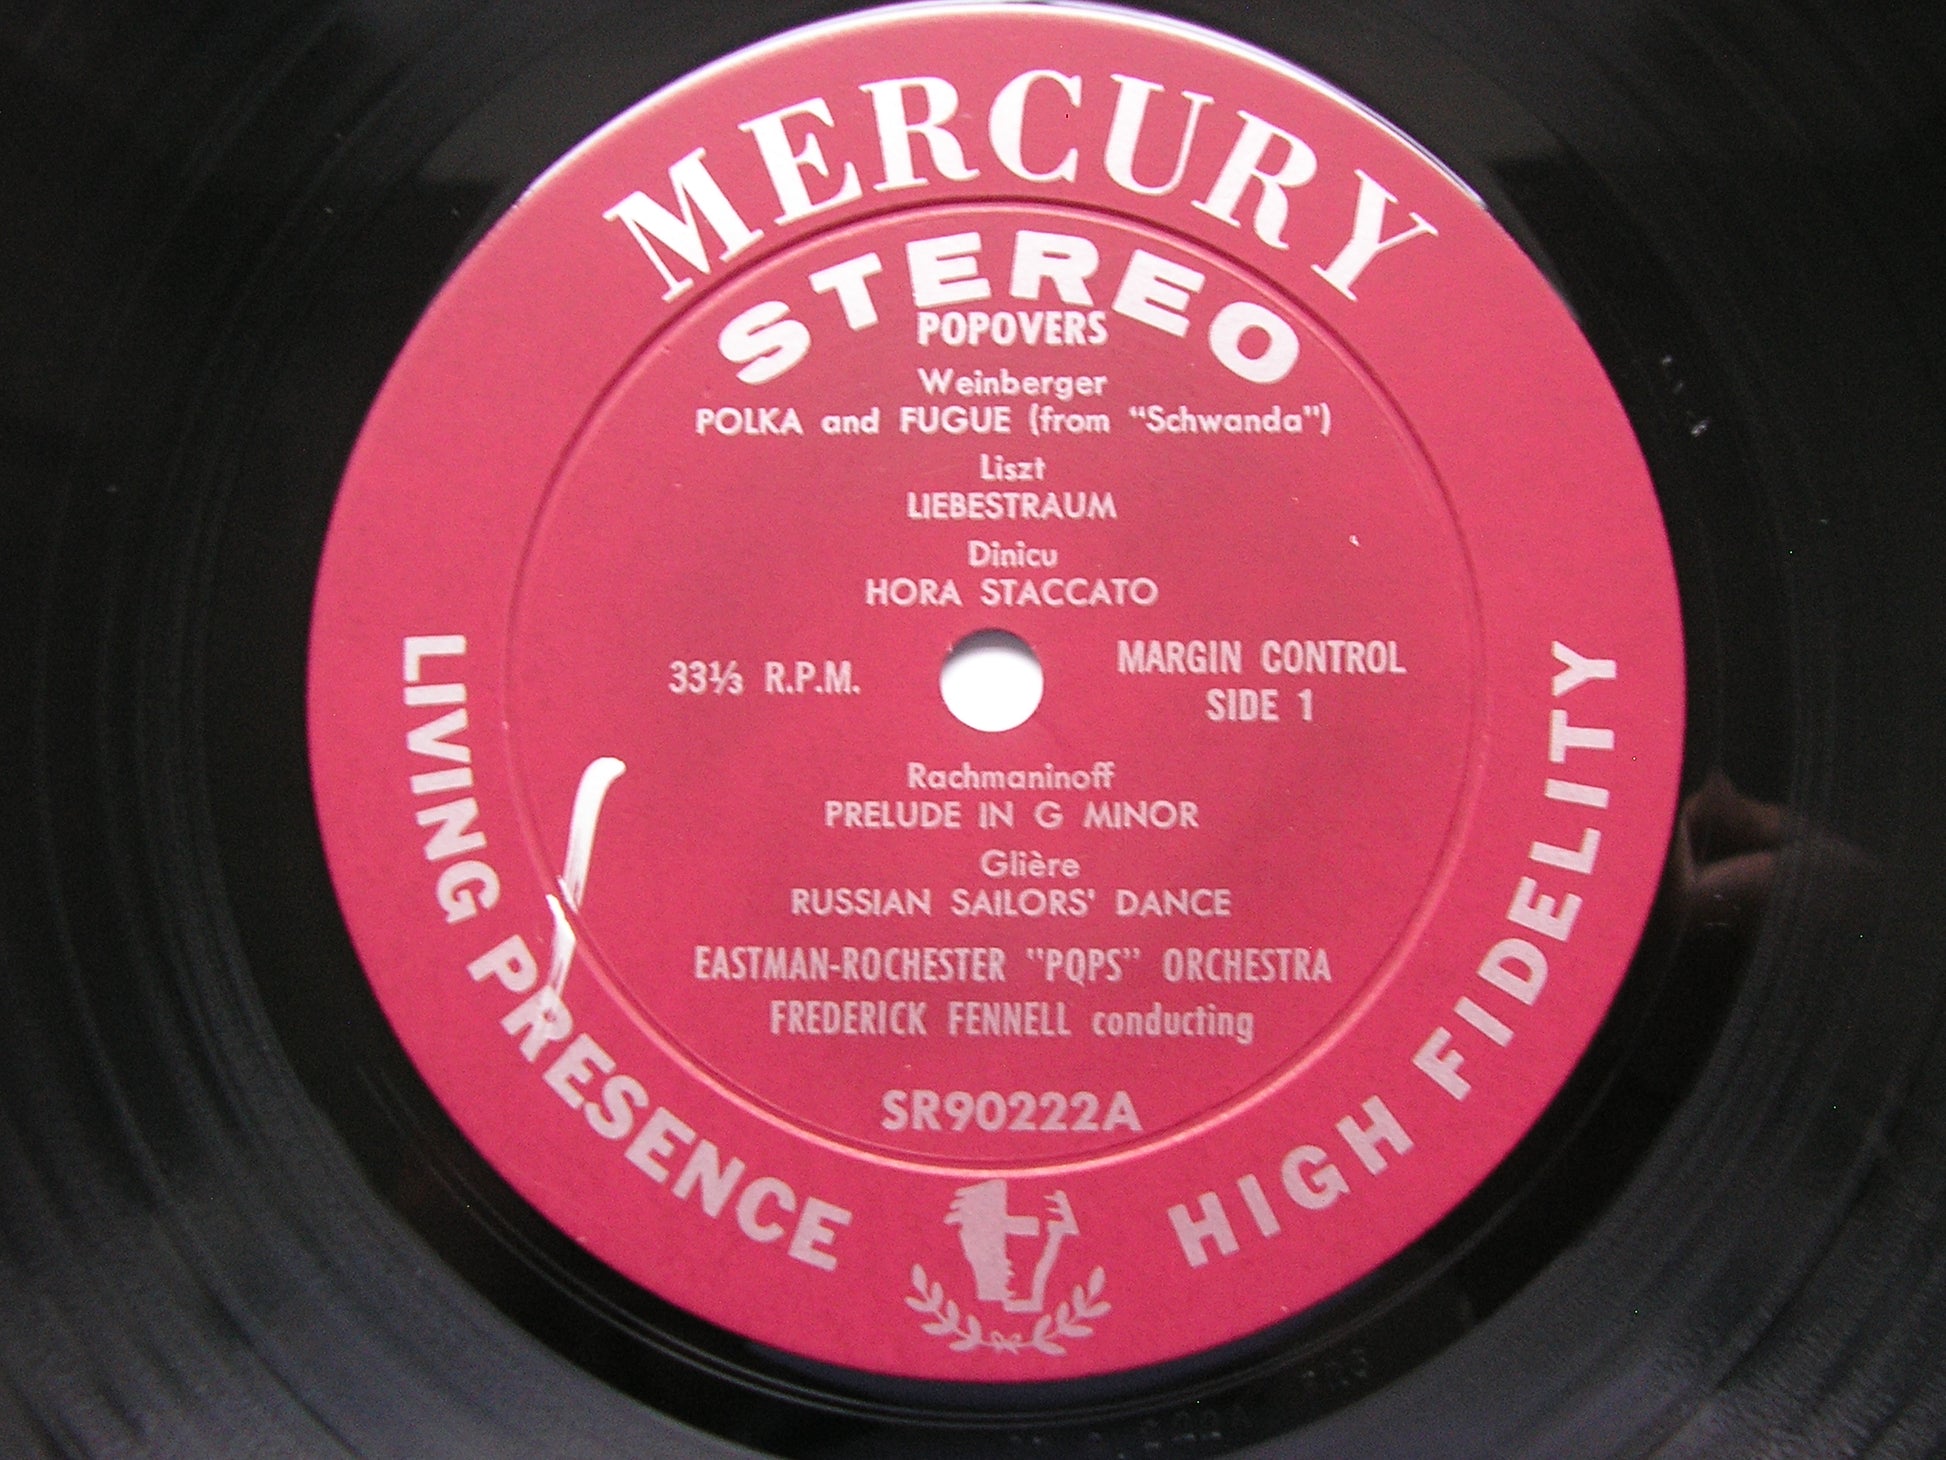 MERCURY
STEREO
POPOVERS
Weinberger
POLKA and FUGUE (from "Schwanda")
Liszt
LIEBESTRAUM
Dinicu
HORA STACCATO
33⅓ R.P.M.
MARGIN CONTROL
SIDE 1
Rachmaninoff
PRELUDE IN G MINOR
Glière
RUSSIAN SAILORS' DANCE
EASTMAN-ROCHESTER "POPS" ORCHESTRA
FREDERICK FENNELL conducting
SR90222A
LIVING PRESENCE
HIGH FIDELITY